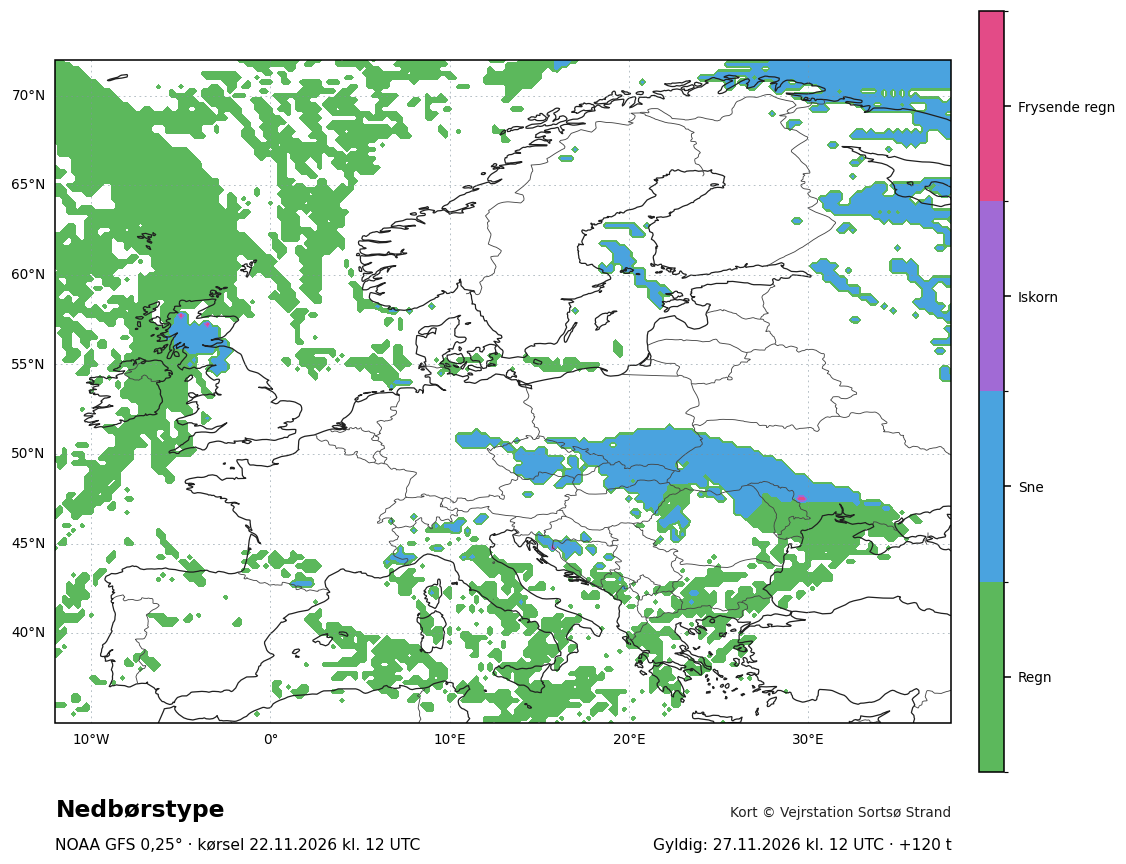 70°N
65°N
60°N
55°N
50°N
45°N
40°N
10°W
0°
10°E
20°E
30°E
Frysende regn
Iskorn
Sne
Regn
Nedbørstype
Kort © Vejrstation Sortsø Strand
NOAA GFS 0,25° · kørsel 22.11.2026 kl. 12 UTC
Gyldig: 27.11.2026 kl. 12 UTC · +120 t